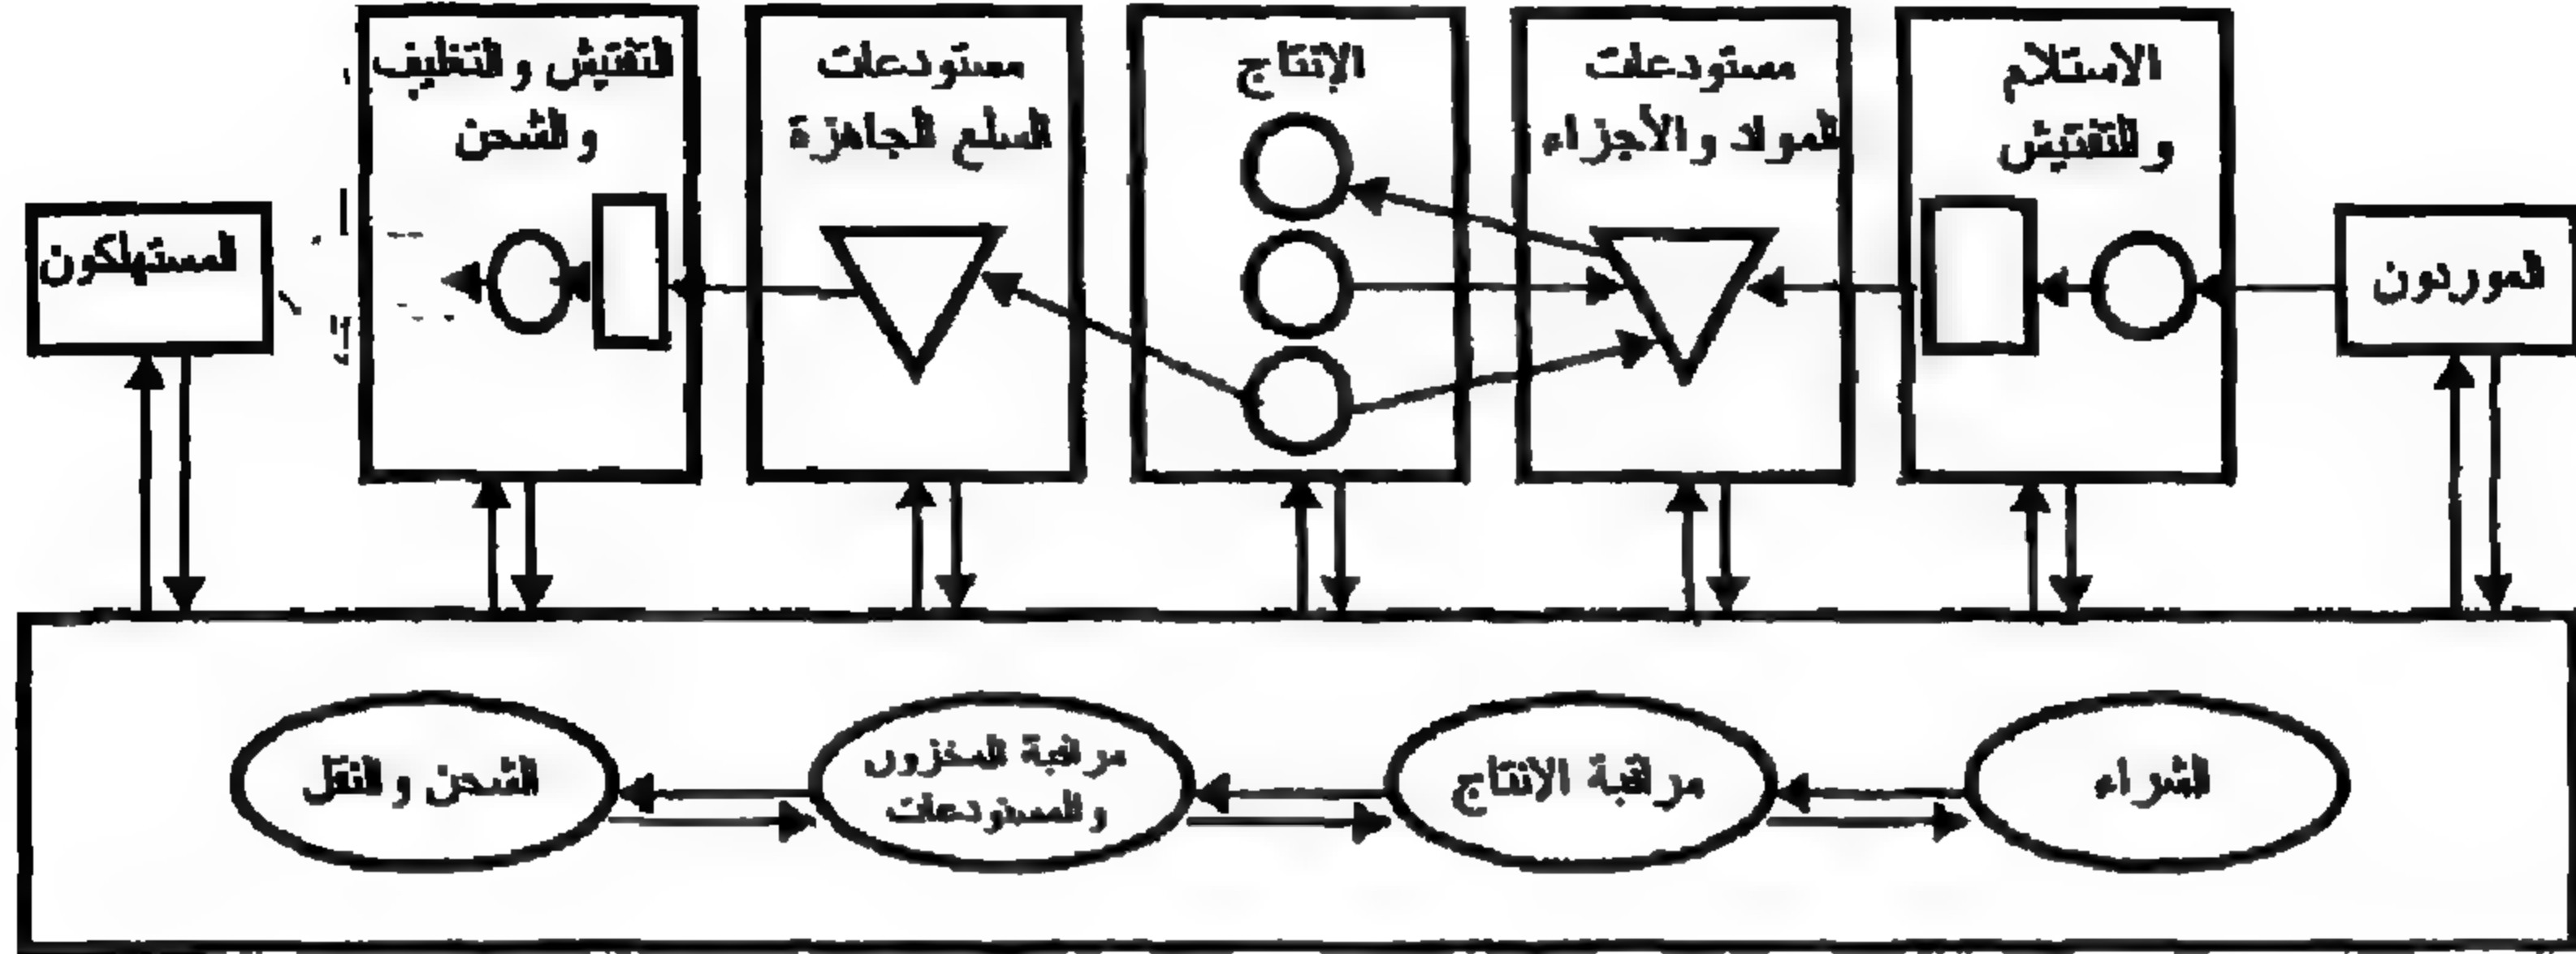 الموردون
الاستلام
والتفتيش
مستودعات
المواد والأجزاء
الإنتاج
مستودعات
السلع الجاهزة
التفتيش والتغليف
والشحن
المستهلكون
الشراء
مراقبة الانتاج
مراقبة المخزون
والمستودعات
الشحن والنقل